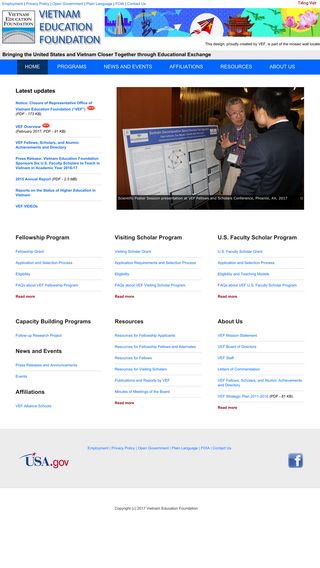 Employment | Privacy Policy | Open Government | Plain Language | FOIA | Contact Us
Tiếng Việt
VIETNAM
EDUCATION
FOUNDATION
VIETNAM
EDUCATION
FOUNDATION
This design, proudly created by VEF, is part of the mosaic wall locate
Bringing the United States and Vietnam Closer Together through Educational Exchange
HOME PROGRAMS NEWS AND EVENTS AFFILIATIONS RESOURCES ABOUT US
Latest updates
Notice: Closure of Representative Office of
Vietnam Education Foundation ("VEF")
(PDF - 173 KB)
VEF Overview
(February 2017, PDF - 81 KB)
VEF Fellows, Scholars, and Alumni:
Achievements and Directory
Press Release: Vietnam Education Foundation
Sponsors Six U.S. Faculty Scholars to Teach in
Vietnam in Academic Year 2016-17
2015 Annual Report (PDF - 2.5 MB)
Reports on the Status of Higher Education in
Vietnam
VEF VIDEOS
Scientific Poster Session presentation at VEF Fellows and Scholars Conference, Phoenix, AX, 2017
Fellowship Program
Fellowship Grant
Application and Selection Process
Eligibility
FAQs about VEF Fellowship Program
Read more
Visiting Scholar Program
Visiting Scholar Grant
Application Requirements and Selection Process
Eligibility
FAQs about VEF Visiting Scholar Program
Read more
U.S. Faculty Scholar Program
U.S. Faculty Scholar Grant
Application and Selection Process
Eligibility and Teaching Models
FAQs about VEF U.S. Faculty Scholar Program
Read more
Capacity Building Programs
Follow-up Research Project
News and Events
Press Releases and Announcements
Events
Affiliations
VEF Alliance Schools
Resources
Resources for Fellowship Applicants
Resources for Fellowship Fellows and Alternates
Resources for Fellows
Resources for Visiting Scholars
Publications and Reports by VEF
Minutes of Meetings of the Board
Read more
About Us
VEF Mission Statement
VEF Board of Directors
VEF Staff
Letters of Commendation
VEF Fellows, Scholars, and Alumni: Achievements
and Directory
VEF Strategic Plan 2011-2016 (PDF - 81 KB)
Read more
Employment | Privacy Policy | Open Government | Plain Language | FOIA | Contact Us
USA.gov
Copyright (c) 2017 Vietnam Education Foundation